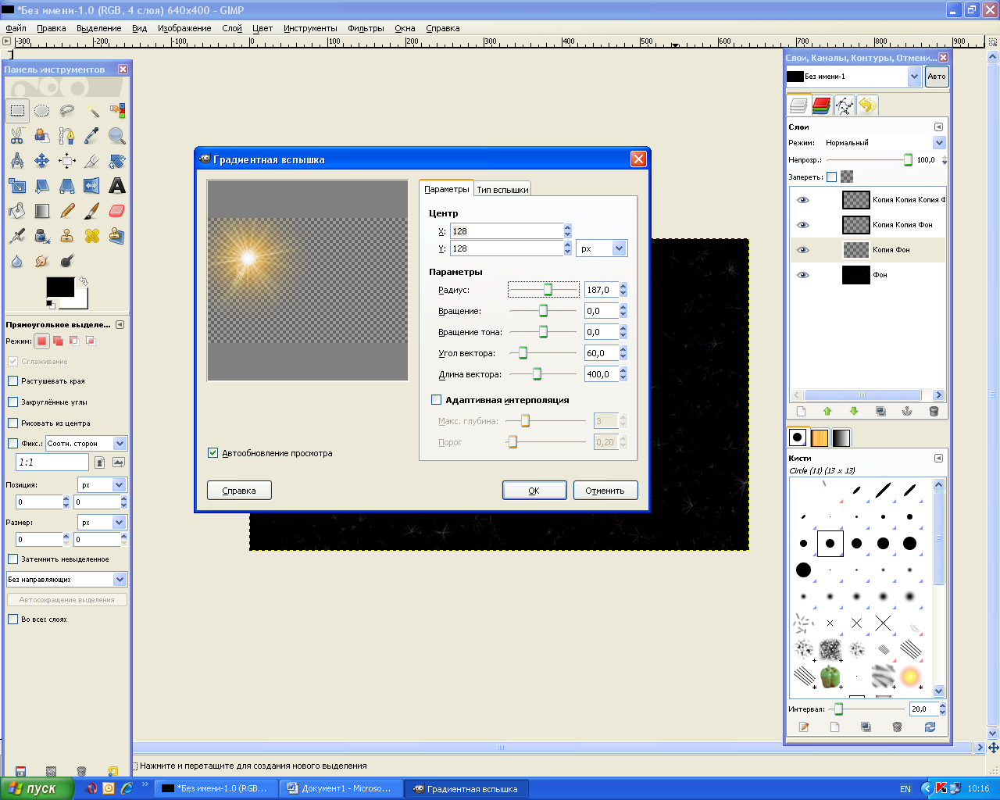 *Без имени-1.0 (RGB, 4 слоя) 640x400 – GIMP
Файл Правка Выделение Вид Изображение Слой Цвет Инструменты Фильтры Окна Справка
-300 -200 -100 0 100 200 300 400 500 600 700 800 900
Панель инструментов
Прямоугольное выделе...
Режим:
Сглаживание
Растушевать края
Закруглённые углы
Рисовать из центра
Фикс.: Соотн. сторон
1:1
Позиция: px
0 0
Размер: px
0 0
Затемнить невыделенное
Без направляющих
Автосокращение выделения
Во всех слоях
Градиентная вспышка
Параметры Тип вспышки
Центр
X: 128
Y: 128 px
Параметры
Радиус: 187,0
Вращение: 0,0
Вращение тона: 0,0
Угол вектора: 60,0
Длина вектора: 400,0
Адаптивная интерполяция
Макс. глубина: 3
Порог 0,20
Автообновление просмотра
Справка OK Отменить
Слои, Каналы, Контуры, Отмени...
Без имени-1 Авто
Слои
Режим: Нормальный
Непрозр.: 100,0
Запереть:
Копия Копия Копия Ф
Копия Копия Фон
Копия Фон
Фон
Кисти
Circle (11) (13 x 13)
Интервал: 20,0
Нажмите и перетащите для создания нового выделения
пуск
*Без имени-1.0 (RGB...
Документ1 - Microso...
Градиентная вспышка
EN
10:16